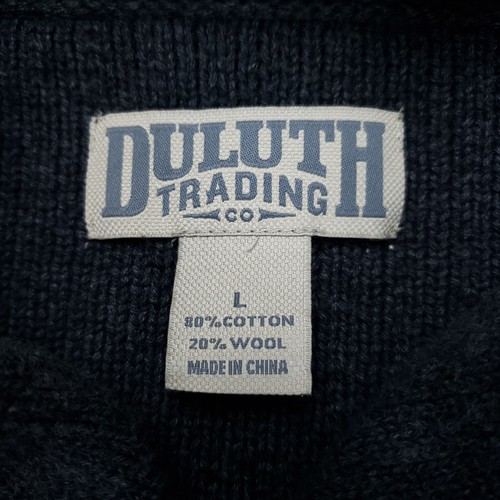 DULUTH
TRADING
CO
L
80% COTTON
20% WOOL
MADE IN CHINA